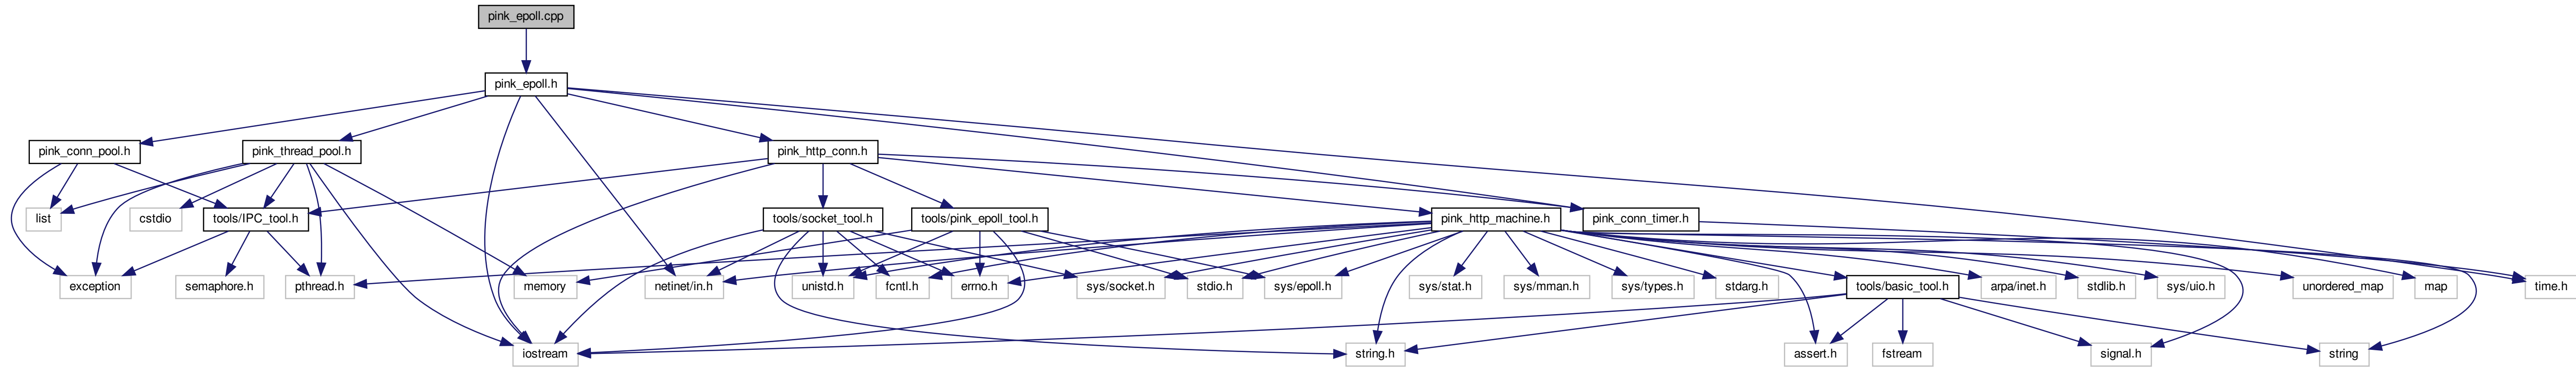 pink_epoll.cpp
pink_epoll.h
pink_conn_pool.h
pink_thread_pool.h
pink_http_conn.h
list
cstdio
tools/IPC_tool.h
tools/socket_tool.h
tools/pink_epoll_tool.h
pink_http_machine.h
pink_conn_timer.h
exception
semaphore.h
pthread.h
memory
netinet/in.h
unistd.h
fcntl.h
errno.h
sys/socket.h
stdio.h
sys/epoll.h
sys/stat.h
sys/mman.h
sys/types.h
stdarg.h
tools/basic_tool.h
arpa/inet.h
stdlib.h
sys/uio.h
unordered_map
map
time.h
iostream
string.h
assert.h
fstream
signal.h
string